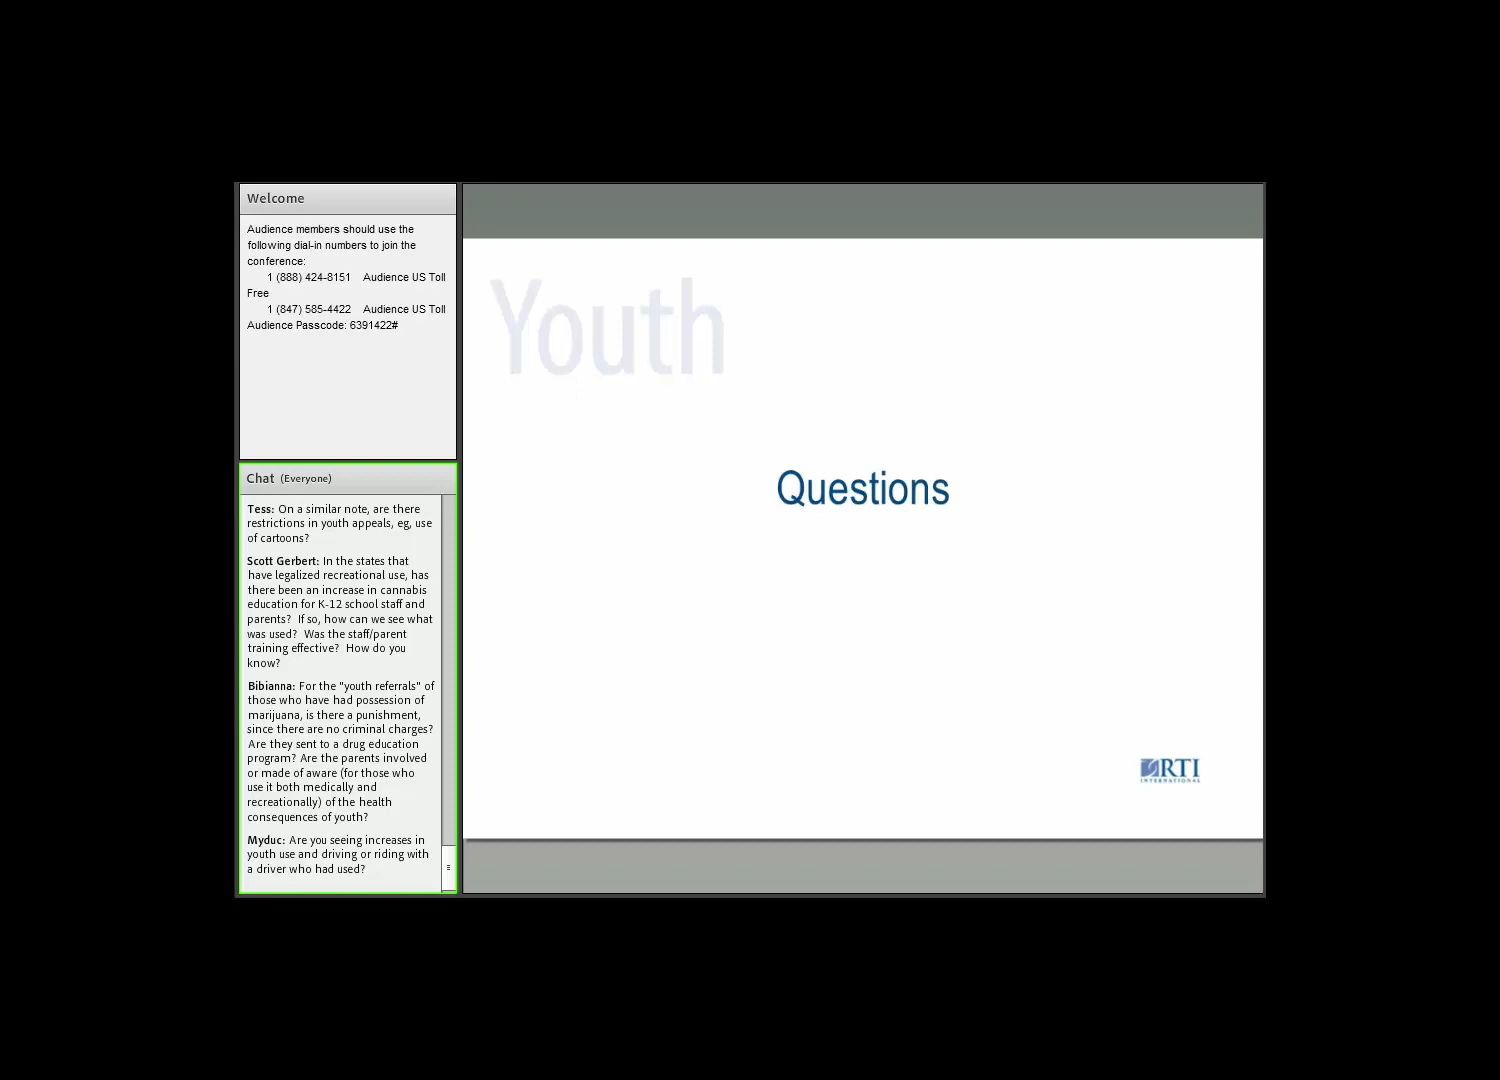 Welcome
Audience members should use the
following dial-in numbers to join the
conference:
1 (888) 424-8151 Audience US Toll
Free
1 (847) 585-4422 Audience US Toll
Audience Passcode: 6391422#
Chat (Everyone)
Tess: On a similar note, are there
restrictions in youth appeals, eg, use
of cartoons?
Scott Gerbert: In the states that
have legalized recreational use, has
there been an increase in cannabis
education for K-12 school staff and
parents? If so, how can we see what
was used? Was the staff/parent
training effective? How do you
know?
Bibianna: For the "youth referrals" of
those who have had possession of
marijuana, is there a punishment,
since there are no criminal charges?
Are they sent to a drug education
program? Are the parents involved
or made of aware (for those who
use it both medically and
recreationally) of the health
consequences of youth?
Myduc: Are you seeing increases in
youth use and driving or riding with
a driver who had used?
Youth
Questions
RTI
INTERNATIONAL